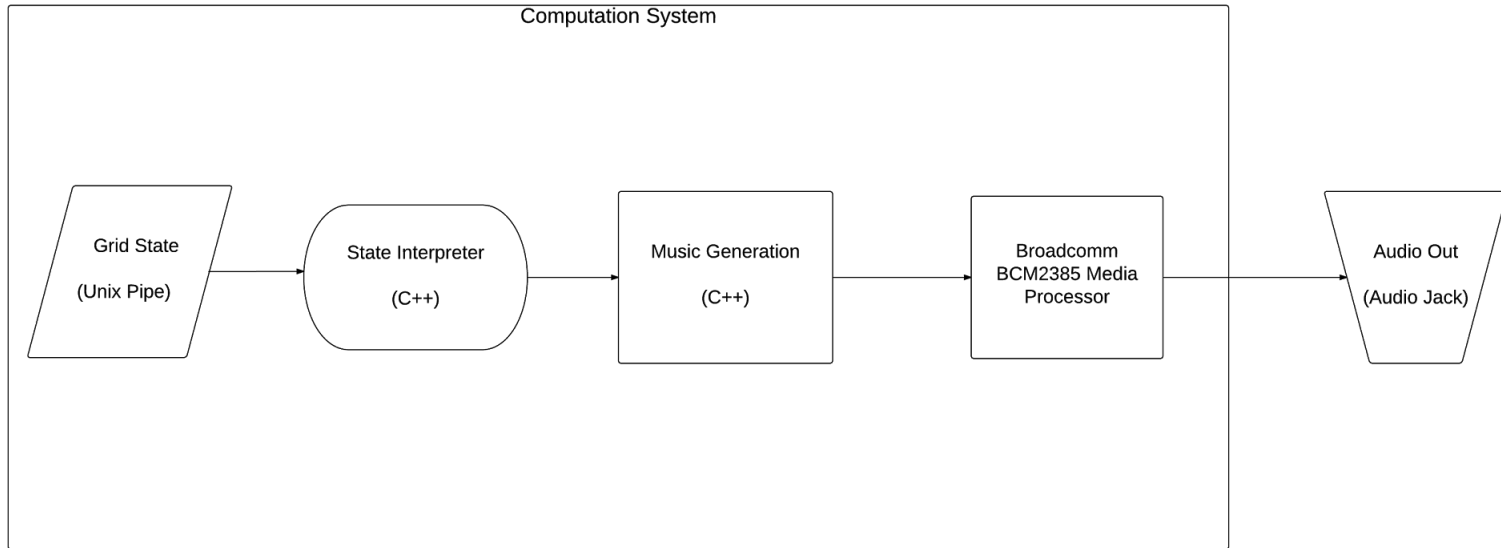 Computation System
Grid State
(Unix Pipe)
State Interpreter
(C++)
Music Generation
(C++)
Broadcomm
BCM2385 Media
Processor
Audio Out
(Audio Jack)